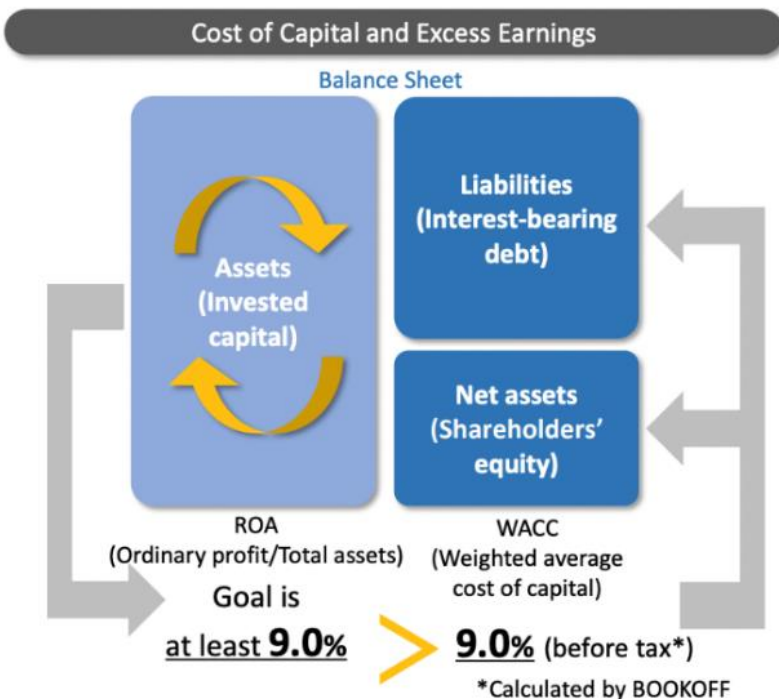 Cost of Capital and Excess Earnings
Balance Sheet
Assets
(Invested
capital)
Liabilities
(Interest-bearing
debt)
Net assets
(Shareholders’
equity)
ROA
(Ordinary profit/Total assets)
Goal is
at least 9.0%
>
WACC
(Weighted average
cost of capital)
9.0% (before tax*)
*Calculated by BOOKOFF